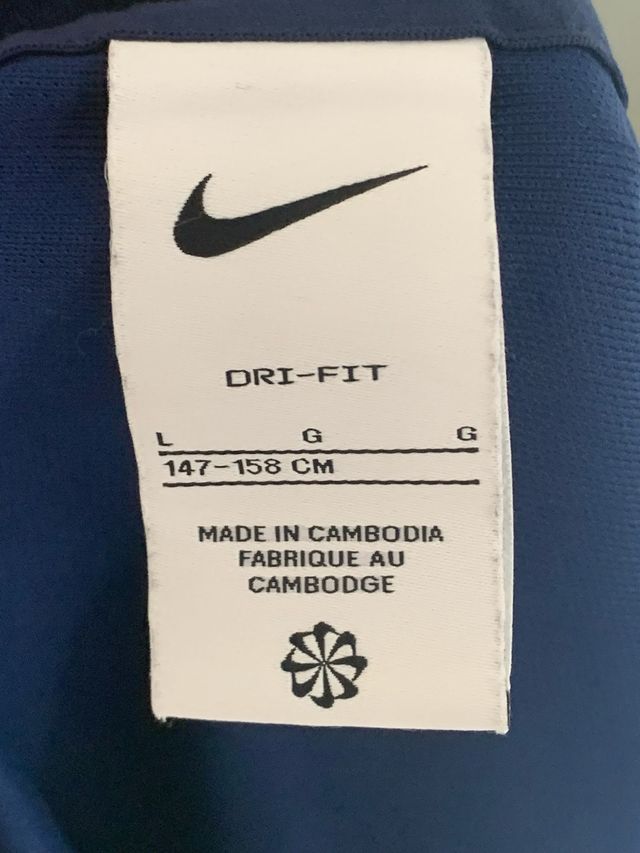 DRI-FIT
L G G
147-158 CM
MADE IN CAMBODIA
FABRIQUE AU
CAMBODGE